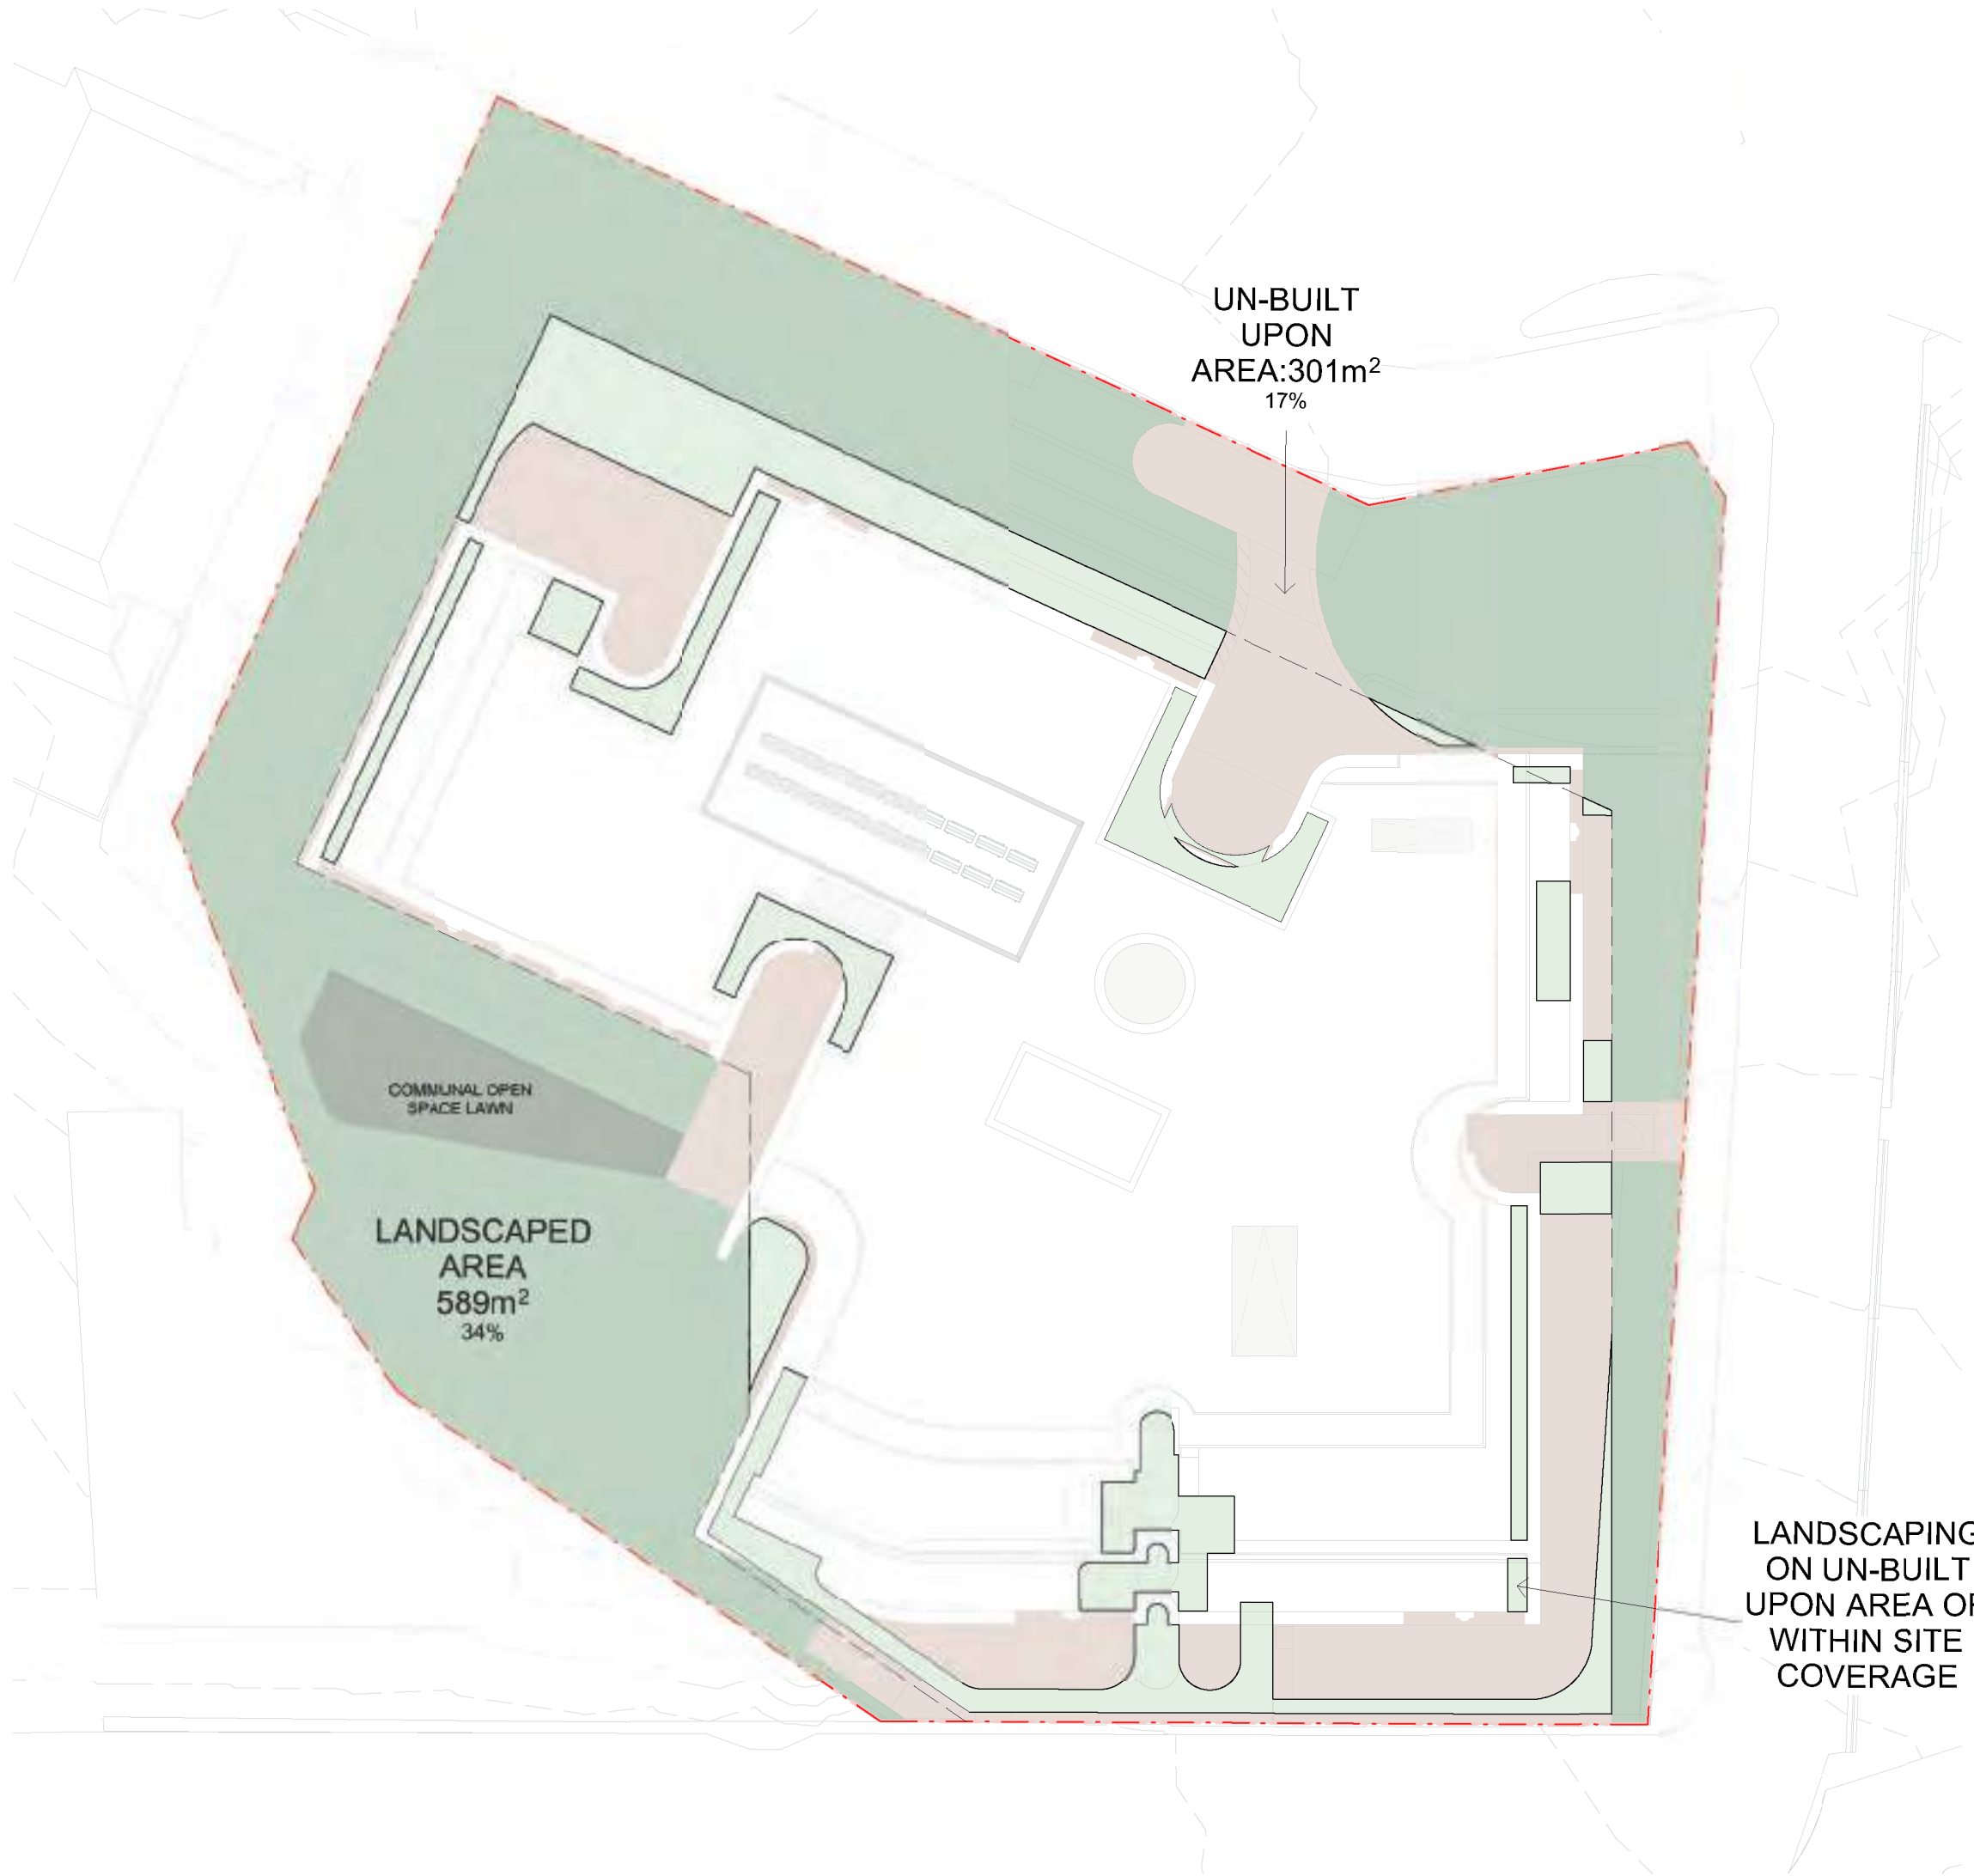 UN-BUILT
UPON
AREA:301m²
17%
COMMUNAL OPEN
SPACE LAWN
LANDSCAPED
AREA
589m²
34%
LANDSCAPING
ON UN-BUILT
UPON AREA OF
WITHIN SITE
COVERAGE